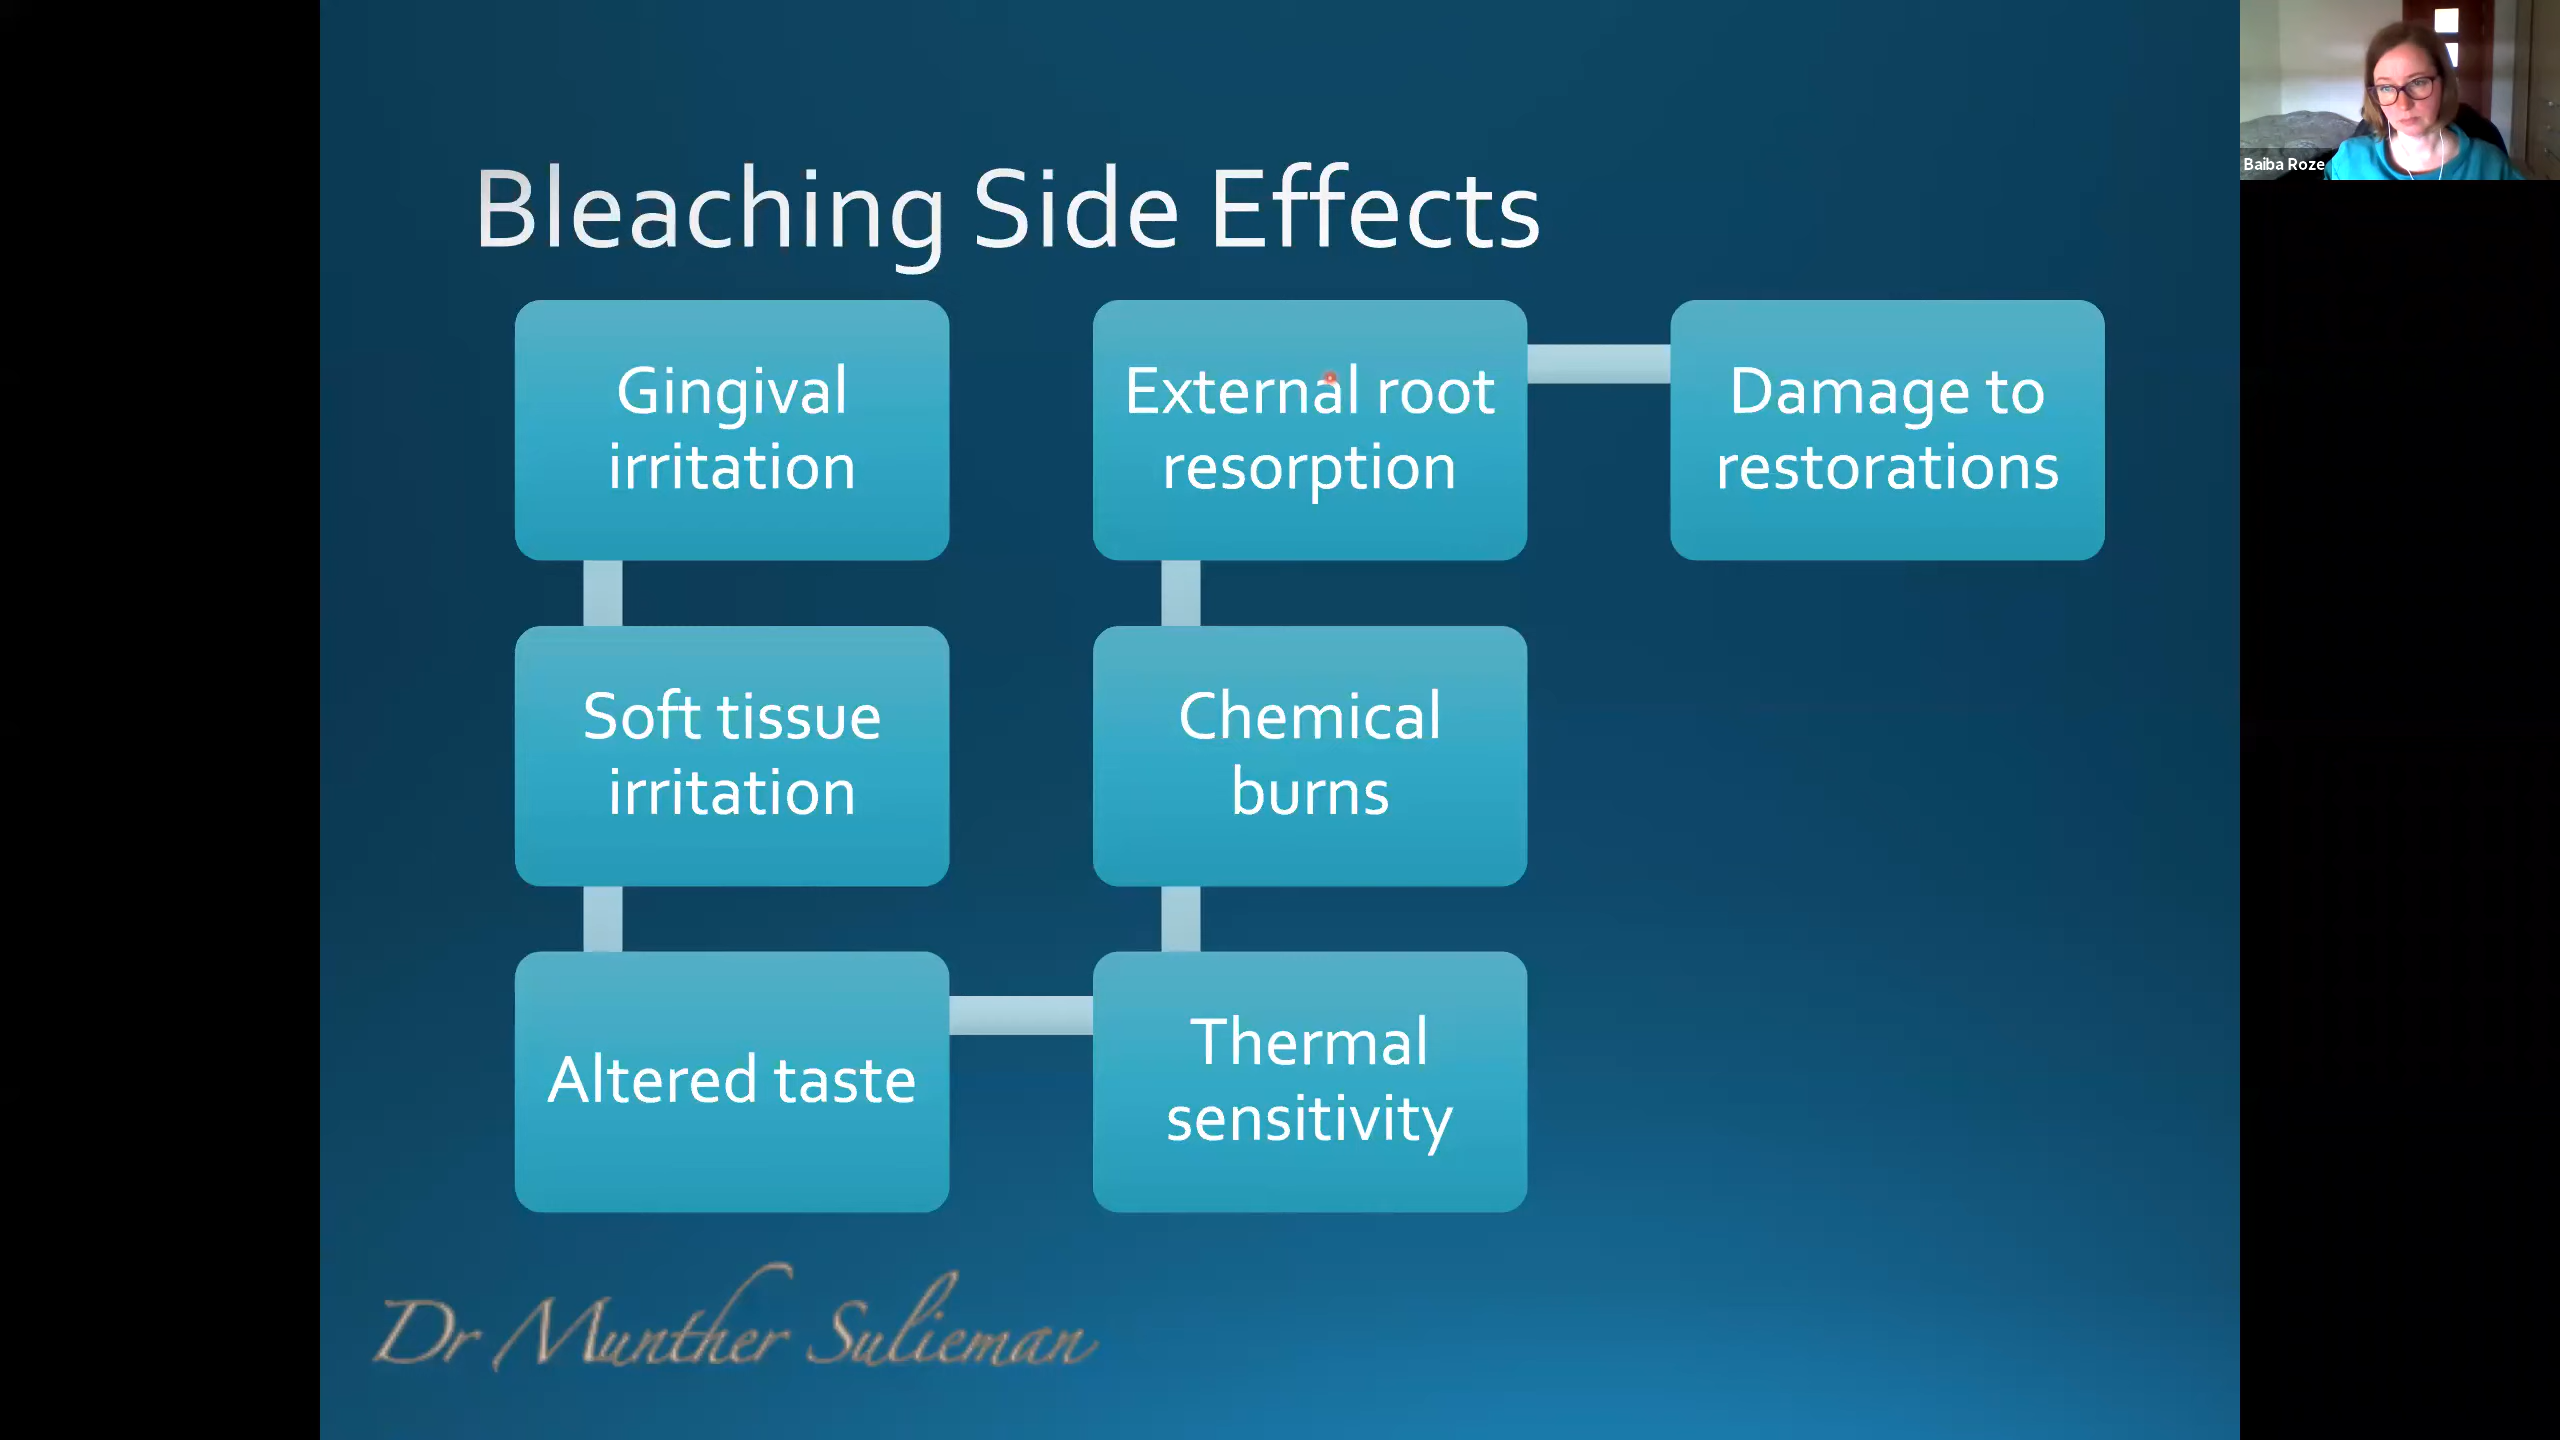 Bleaching Side Effects
Gingival
irritation
Soft tissue
irritation
Altered taste
Thermal
sensitivity
Chemical
burns
External root
resorption
Damage to
restorations
Dr Munther Sulieman
Baiba Roze